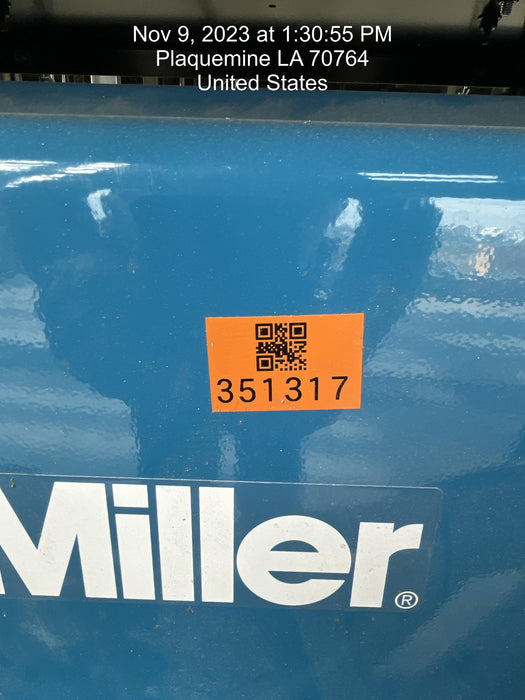 Nov 9, 2023 at 1:30:55 PM
Plaquemine LA 70764
United States
351317
Miller®